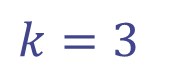 k = 3